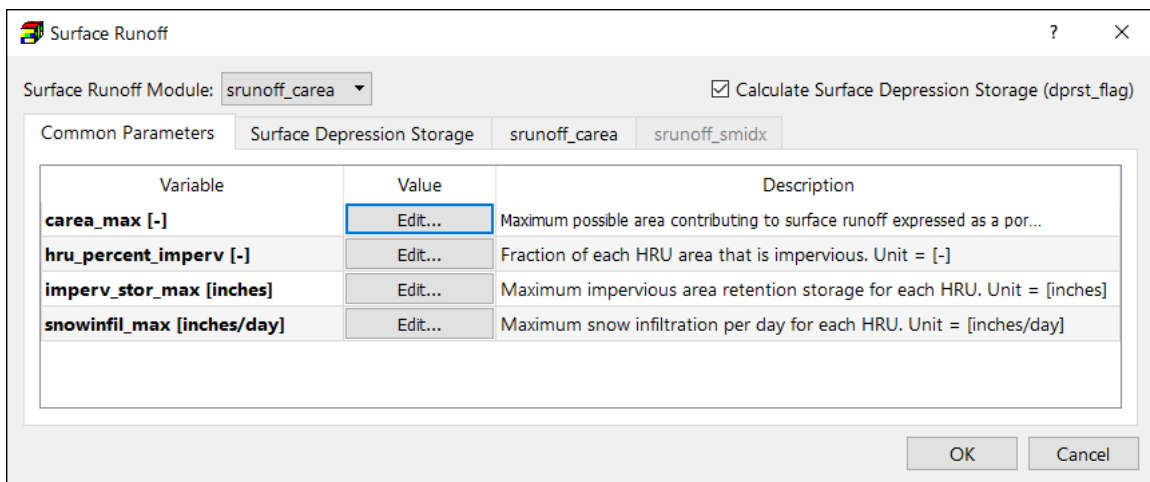 Surface Runoff ? ×
Surface Runoff Module: srunoff_carea Calculate Surface Depression Storage (dprst_flag)
Common Parameters Surface Depression Storage srunoff_carea srunoff_smidx
Variable Value Description
carea_max [-] Edit... Maximum possible area contributing to surface runoff expressed as a por...
hru_percent_imperv [-] Edit... Fraction of each HRU area that is impervious. Unit = [-]
imperv_stor_max [inches] Edit... Maximum impervious area retention storage for each HRU. Unit = [inches]
snowinfil_max [inches/day] Edit... Maximum snow infiltration per day for each HRU. Unit = [inches/day]
OK Cancel